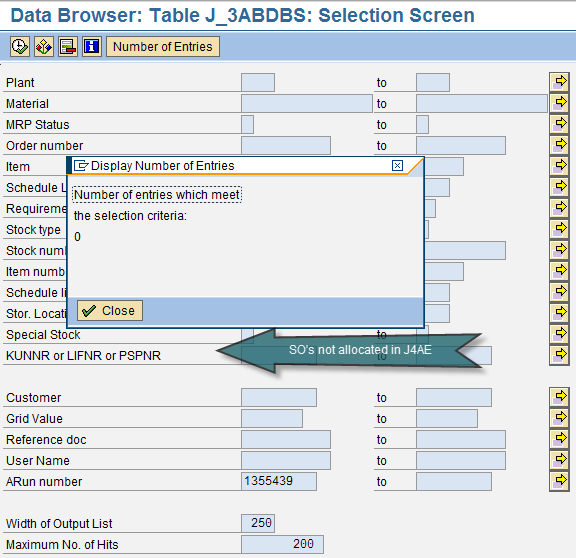 Data Browser: Table J_3ABDBS: Selection Screen
Number of Entries
Plant to
Material to
MRP Status to
Order number to
Item
Display Number of Entries
Schedule L
Number of entries which meet
Requireme
the selection criteria:
Stock type
0
Stock num
Item numb
Schedule li
Stor. Locati
Close
Special Stock to
KUNNR or LIFNR or PSPNR
SO's not allocated in J4AE
Customer to
Grid Value to
Reference doc to
User Name to
ARun number 1355439 to
Width of Output List 250
Maximum No. of Hits 200